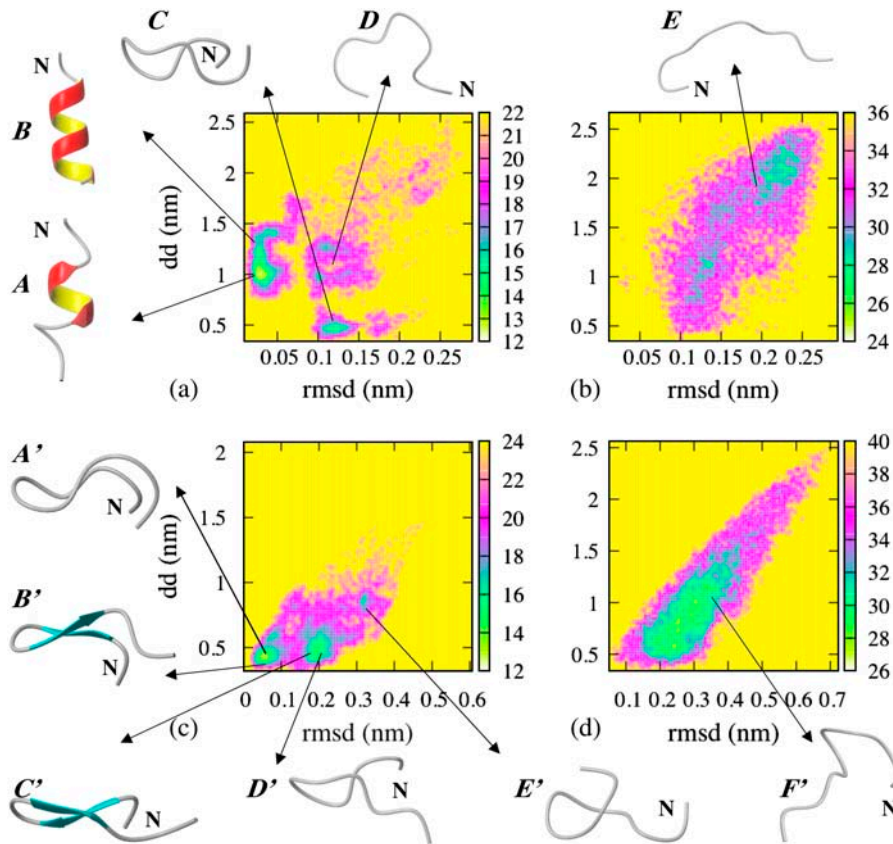 C
D
E
N
N
N
N
B
A
N
2.5
2
1.5
1
0.5
dd (nm)
0.05
0.1
0.15
0.2
0.25
rmsd (nm)
(a)
22
21
20
19
18
17
16
15
14
13
12
2.5
2
1.5
1
0.5
0.05
0.1
0.15
0.2
0.25
rmsd (nm)
(b)
36
34
32
30
28
26
24
A'
N
B'
N
2
1.5
1
0.5
dd (nm)
0
0.1
0.2
0.3
0.4
0.5
0.6
rmsd (nm)
(c)
24
22
20
18
16
14
12
2.5
2
1.5
1
0.5
0.1
0.2
0.3
0.4
0.5
0.6
0.7
rmsd (nm)
(d)
40
38
36
34
32
30
28
26
C'
N
D'
N
E'
N
F'
N